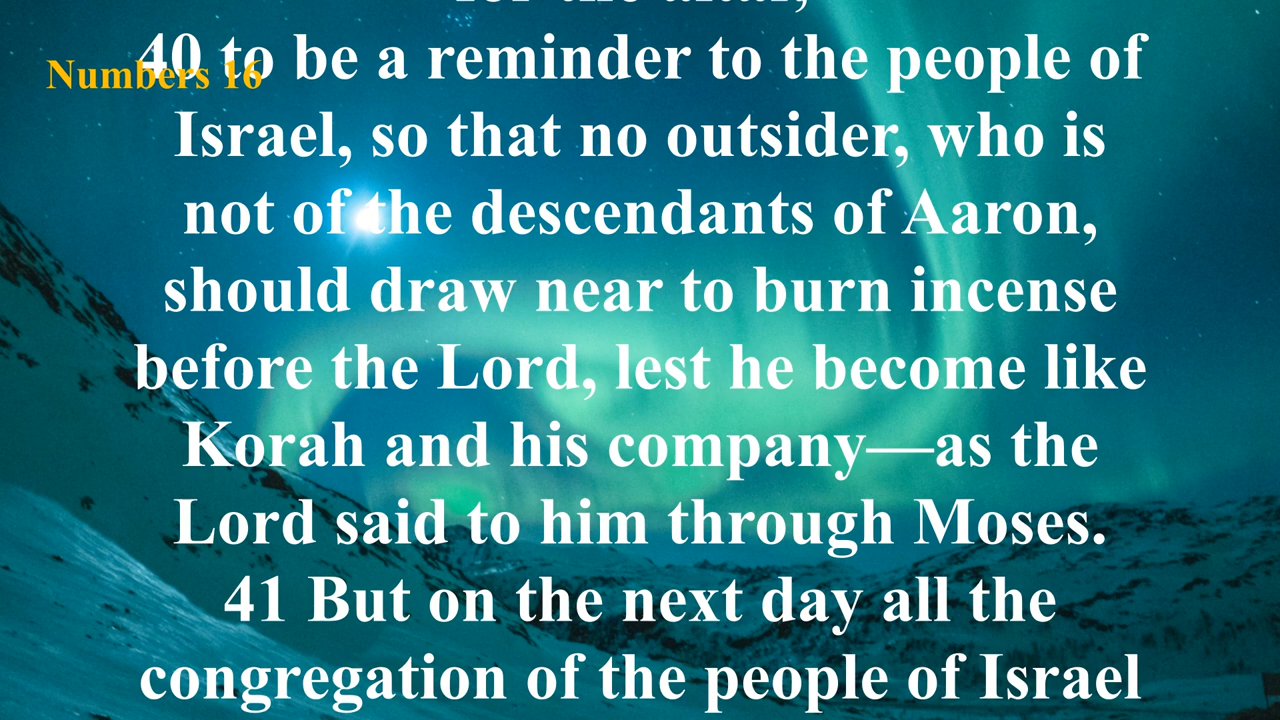 for the altar,
Numbers 16
40 to be a reminder to the people of
Israel, so that no outsider, who is
not of the descendants of Aaron,
should draw near to burn incense
before the Lord, lest he become like
Korah and his company—as the
Lord said to him through Moses.
41 But on the next day all the
congregation of the people of Israel